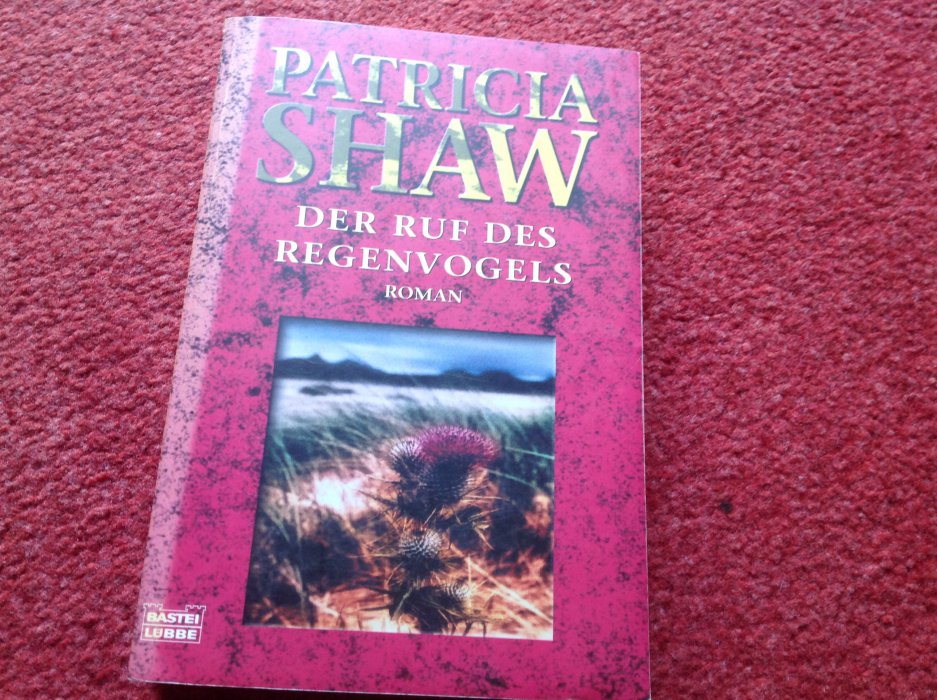 PATRICIA
SHAW
DER RUF DES
REGENVOGELS
ROMAN
BASTEI
LÜBBE